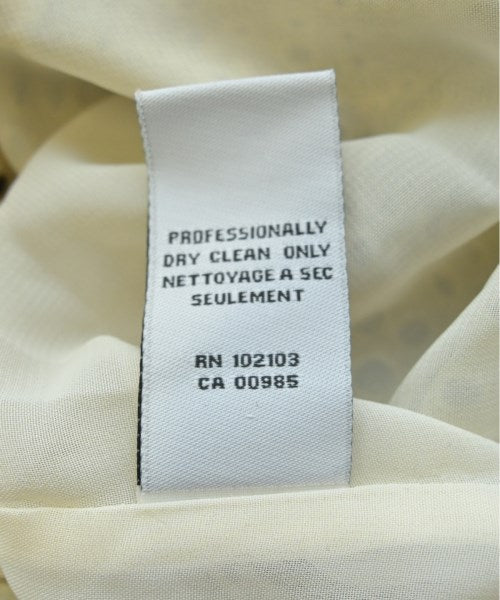 PROFESSIONALLY
DRY CLEAN ONLY
NETTOYAGE A SEC
SEULEMENT
RN 102103
CA 00985